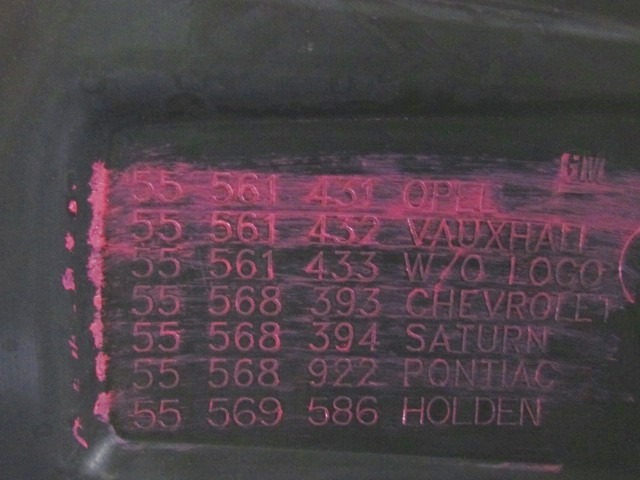 GM
55 561 431 OPEL
55 561 432 VAUXHALL
55 561 433 W/O LOGO
55 568 393 CHEVROLET
55 568 394 SATURN
55 568 922 PONTIAC
55 569 586 HOLDEN